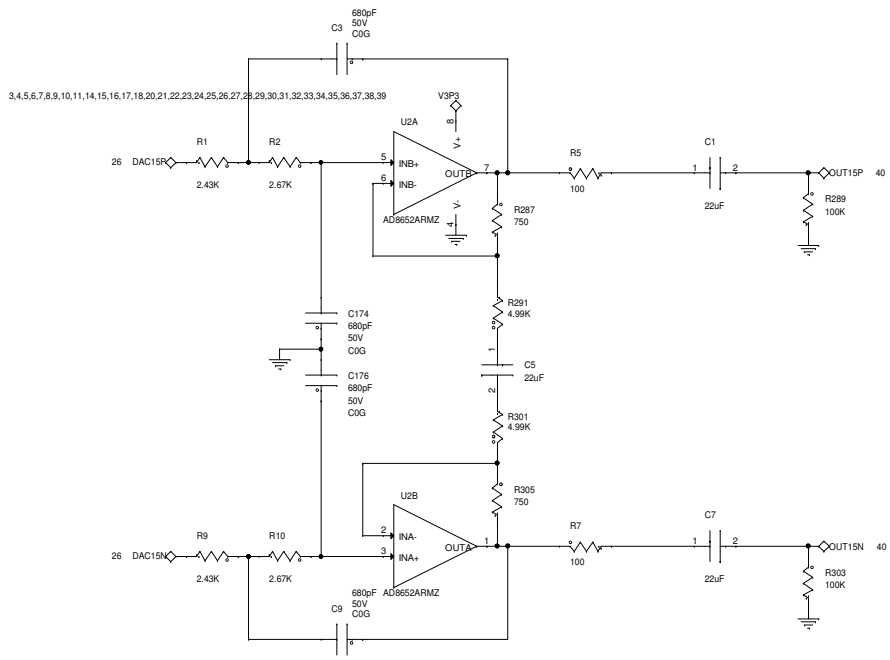 680pF
50V
C0G
C3
3,4,5,6,7,8,9,10,11,14,15,16,17,18,20,21,22,23,24,25,26,27,28,29,30,31,32,33,34,35,36,37,38,39
V3P3
8
V+
U2A
R1
R2
26 DAC15P
2.43K
2.67K
5 INB+
6 INB-
OUTB 7
AD8652ARMZ
V-
4
R5
100
C1
1 2
22uF
OUT15P 40
R289
100K
R287
750
R291
4.99K
1
C5
22uF
2
R301
4.99K
C174
680pF
50V
C0G
C176
680pF
50V
C0G
R305
750
U2B
2 INA-
3 INA+
OUTA 1
AD8652ARMZ
R9
R10
26 DAC15N
2.43K
2.67K
R7
100
C7
1 2
22uF
OUT15N 40
R303
100K
680pF
50V
C0G
C9